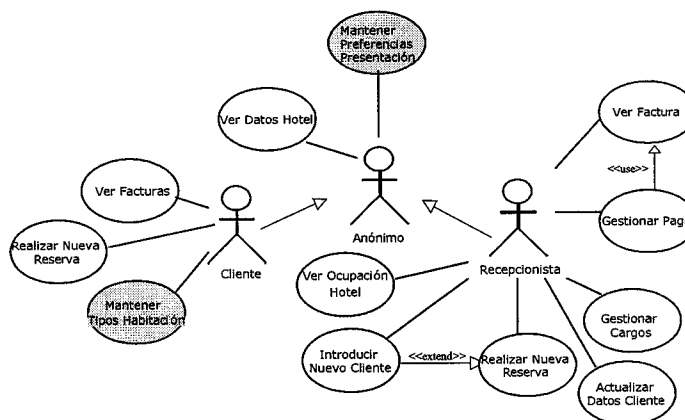 Mantener
Preferencias
Presentación
Ver Datos Hotel
Ver Factura
Ver Facturas
<<use>>
Gestionar Pago
Realizar Nueva
Reserva
Anónimo
Cliente
Recepcionista
Ver Ocupación
Hotel
Mantener
Tipos Habitación
Gestionar
Cargos
Introducir
Nuevo Cliente
<<extend>>
Realizar Nueva
Reserva
Actualizar
Datos Cliente